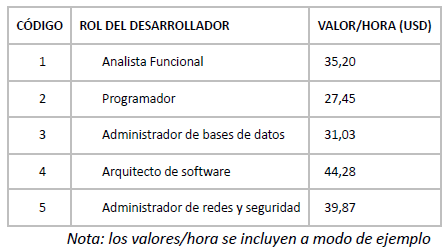 CÓDIGO ROL DEL DESARROLLADOR VALOR/HORA (USD)
1 Analista Funcional 35,20
2 Programador 27,45
3 Administrador de bases de datos 31,03
4 Arquitecto de software 44,28
5 Administrador de redes y seguridad 39,87
Nota: los valores/hora se incluyen a modo de ejemplo